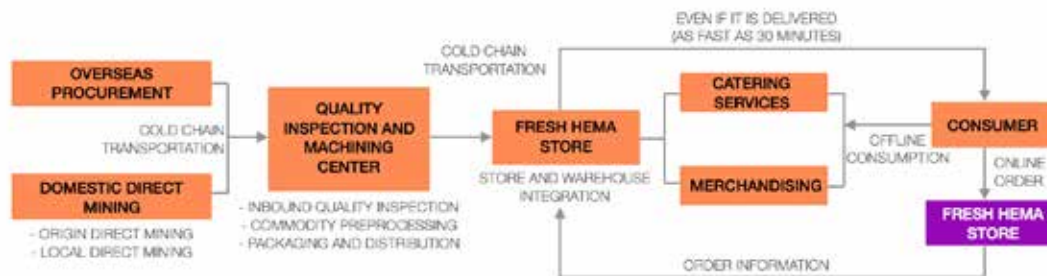 EVEN IF IT IS DELIVERED
(AS FAST AS 30 MINUTES)
COLD CHAIN
TRANSPORTATION
OVERSEAS
PROCUREMENT
COLD CHAIN
TRANSPORTATION
DOMESTIC DIRECT
MINING
- ORIGIN DIRECT MINING
- LOCAL DIRECT MINING
QUALITY
INSPECTION AND
MACHINING
CENTER
- INBOUND QUALITY INSPECTION
- COMMODITY PREPROCESSING
- PACKAGING AND DISTRIBUTION
FRESH HEMA
STORE
STORE AND WAREHOUSE
INTEGRATION
CATERING
SERVICES
MERCHANDISING
OFFLINE
CONSUMPTION
CONSUMER
ONLINE
ORDER
FRESH HEMA
STORE
ORDER INFORMATION